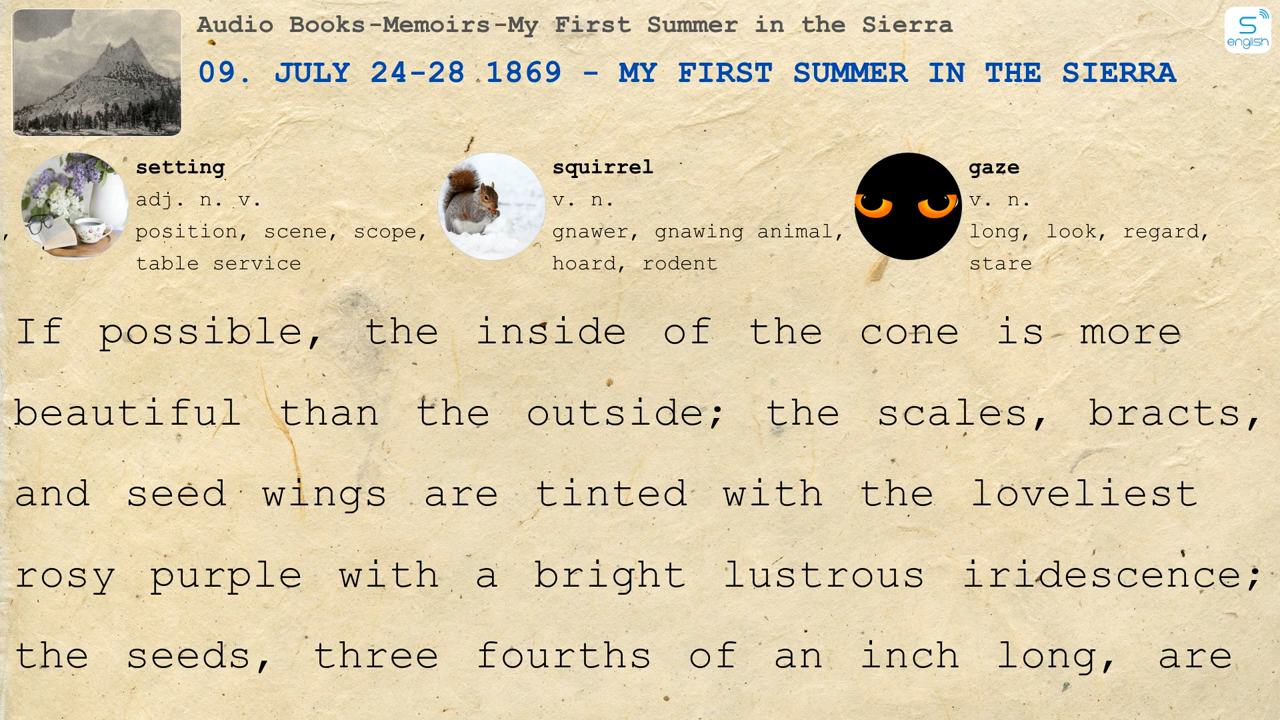 Audio Books-Memoirs-My First Summer in the Sierra
09. JULY 24-28 1869 - MY FIRST SUMMER IN THE SIERRA
S
english
setting
adj. n. v.
, position, scene, scope,
table service
squirrel
v. n.
gnawer, gnawing animal,
hoard, rodent
gaze
v. n.
long, look, regard,
stare
If possible, the inside of the cone is more
beautiful than the outside; the scales, bracts,
and seed wings are tinted with the loveliest
rosy purple with a bright lustrous iridescence;
the seeds, three fourths of an inch long, are